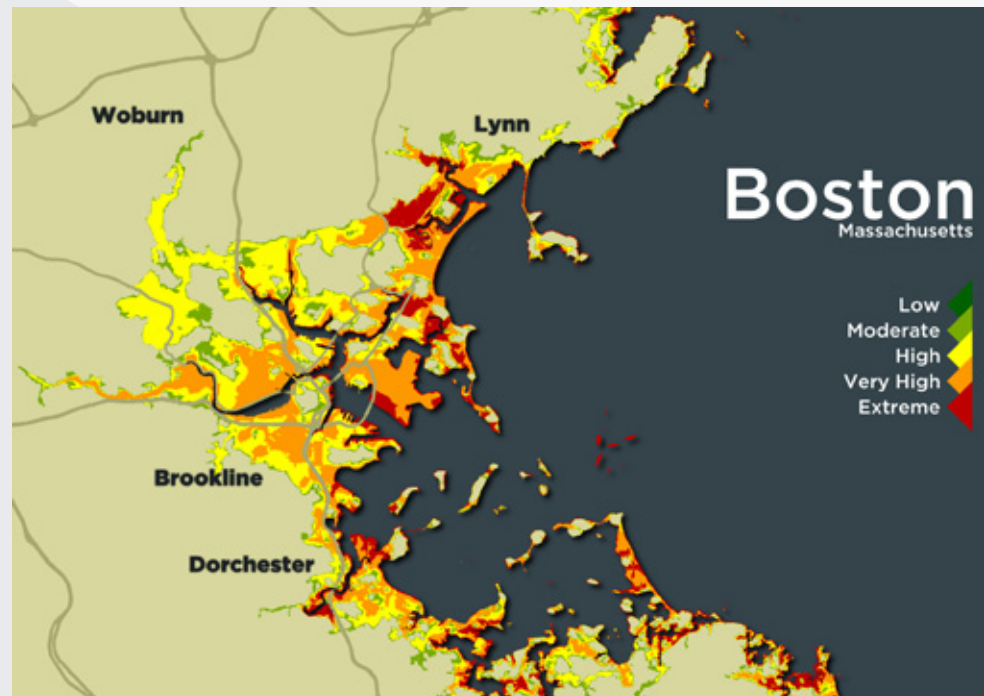 Woburn
Lynn
Boston
Massachusetts
Low
Moderate
High
Very High
Extreme
Brookline
Dorchester